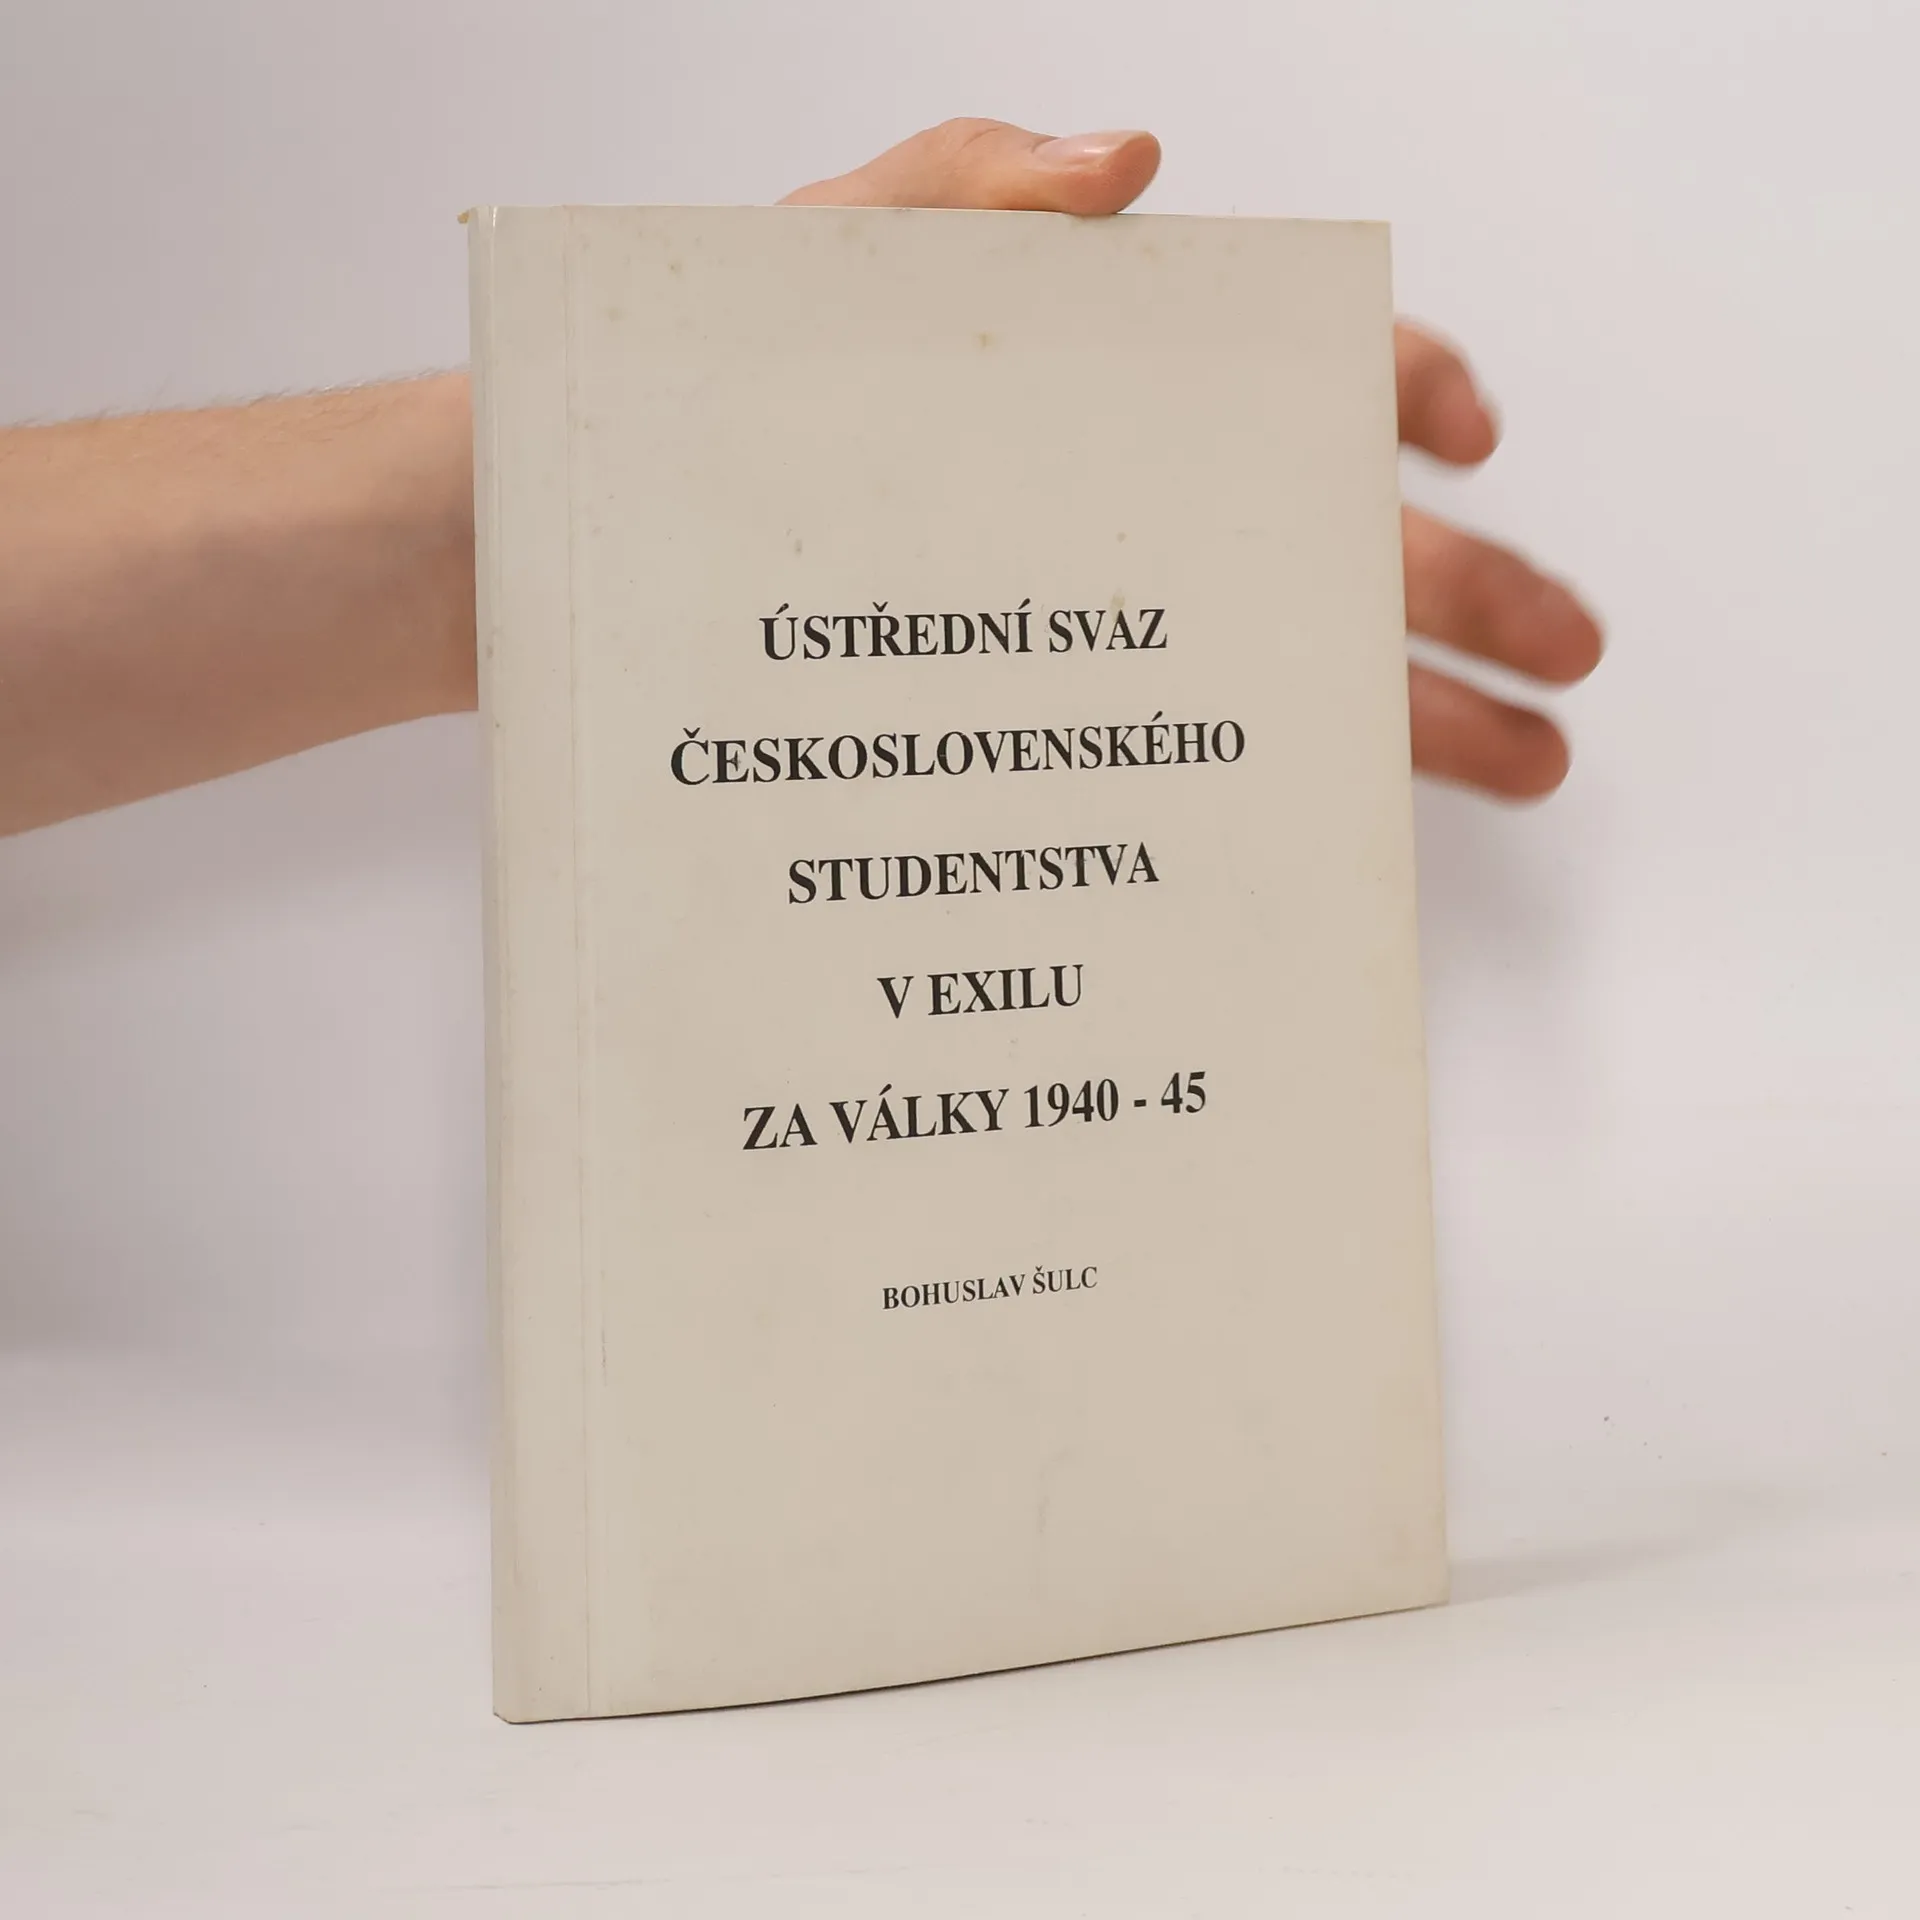 ÚSTŘEDNÍ SVAZ
ČESKOSLOVENSKÉHO
STUDENTSTVA
V EXILU
ZA VÁLKY 1940 - 45
BOHUSLAV ŠULC